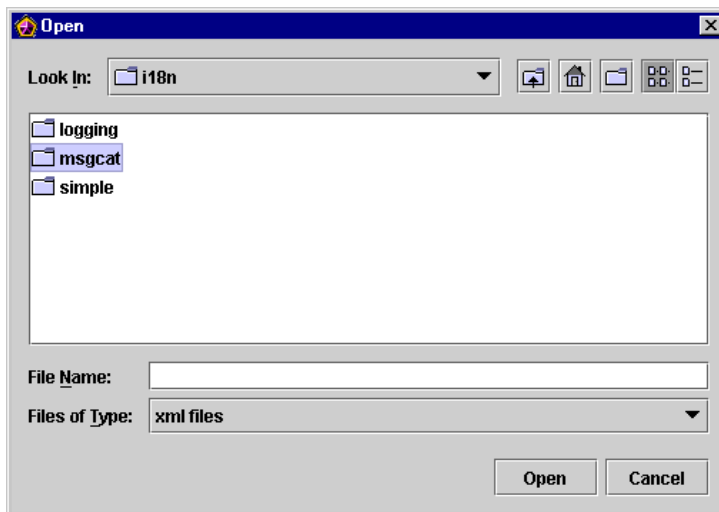 Open
Look In: i18n
logging
msgcat
simple
File Name:
Files of Type: xml files
Open Cancel